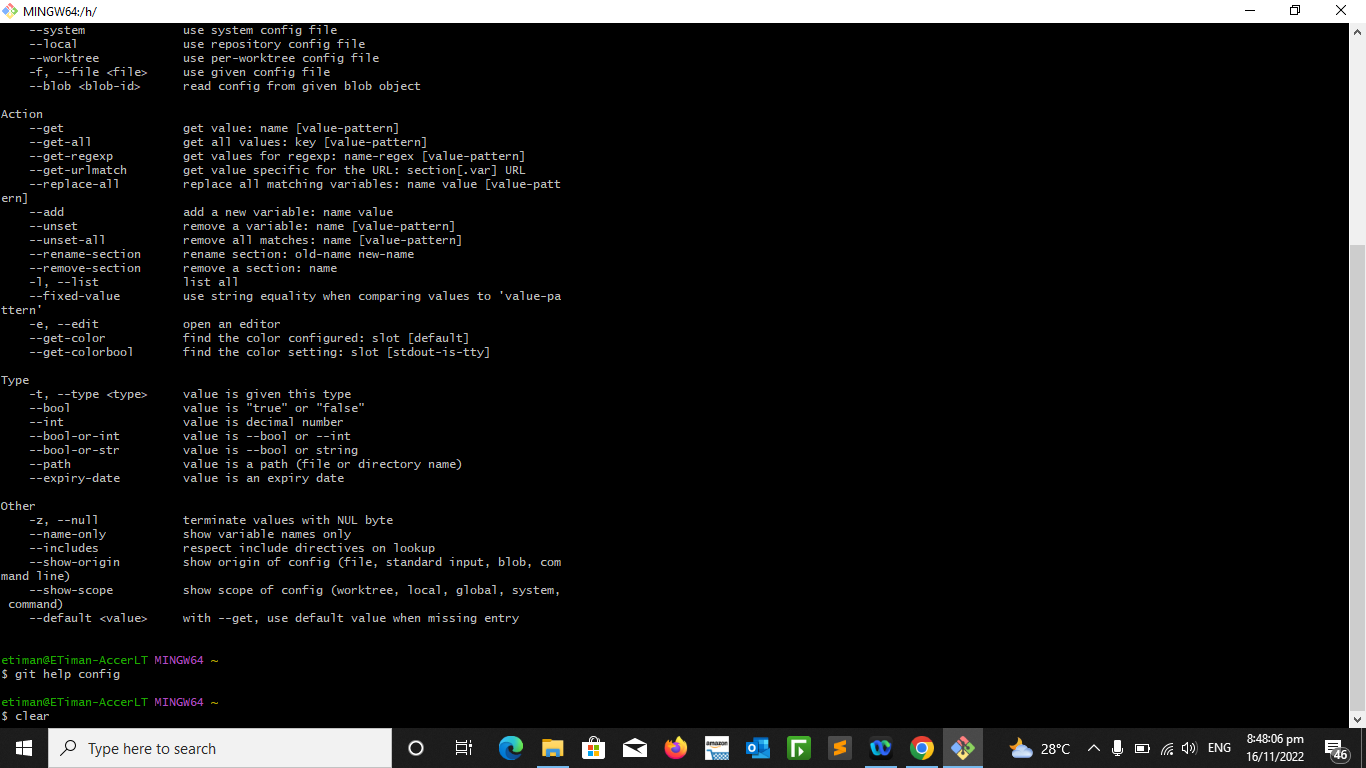 MINGW64:/h/
--system use system config file
--local use repository config file
--worktree use per-worktree config file
-f, --file <file> use given config file
--blob <blob-id> read config from given blob object
Action
--get get value: name [value-pattern]
--get-all get all values: key [value-pattern]
--get-regexp get values for regexp: name-regex [value-pattern]
--get-urlmatch get value specific for the URL: section[.var] URL
--replace-all replace all matching variables: name value [value-patt
ern]
--add add a new variable: name value
--unset remove a variable: name [value-pattern]
--unset-all remove all matches: name [value-pattern]
--rename-section rename section: old-name new-name
--remove-section remove a section: name
-l, --list list all
--fixed-value use string equality when comparing values to 'value-pa
ttern'
-e, --edit open an editor
--get-color find the color configured: slot [default]
--get-colorbool find the color setting: slot [stdout-is-tty]
Type
-t, --type <type> value is given this type
--bool value is "true" or "false"
--int value is decimal number
--bool-or-int value is --bool or --int
--bool-or-str value is --bool or string
--path value is a path (file or directory name)
--expiry-date value is an expiry date
Other
-z, --null terminate values with NUL byte
--name-only show variable names only
--includes respect include directives on lookup
--show-origin show origin of config (file, standard input, blob, com
mand line)
--show-scope show scope of config (worktree, local, global, system,
command)
--default <value> with --get, use default value when missing entry
etiman@ETiman-AccerLT MINGW64 ~
$ git help config
etiman@ETiman-AccerLT MINGW64 ~
$ clear
Type here to search
amazon
28°C
ENG
8:48:06 pm
16/11/2022
46